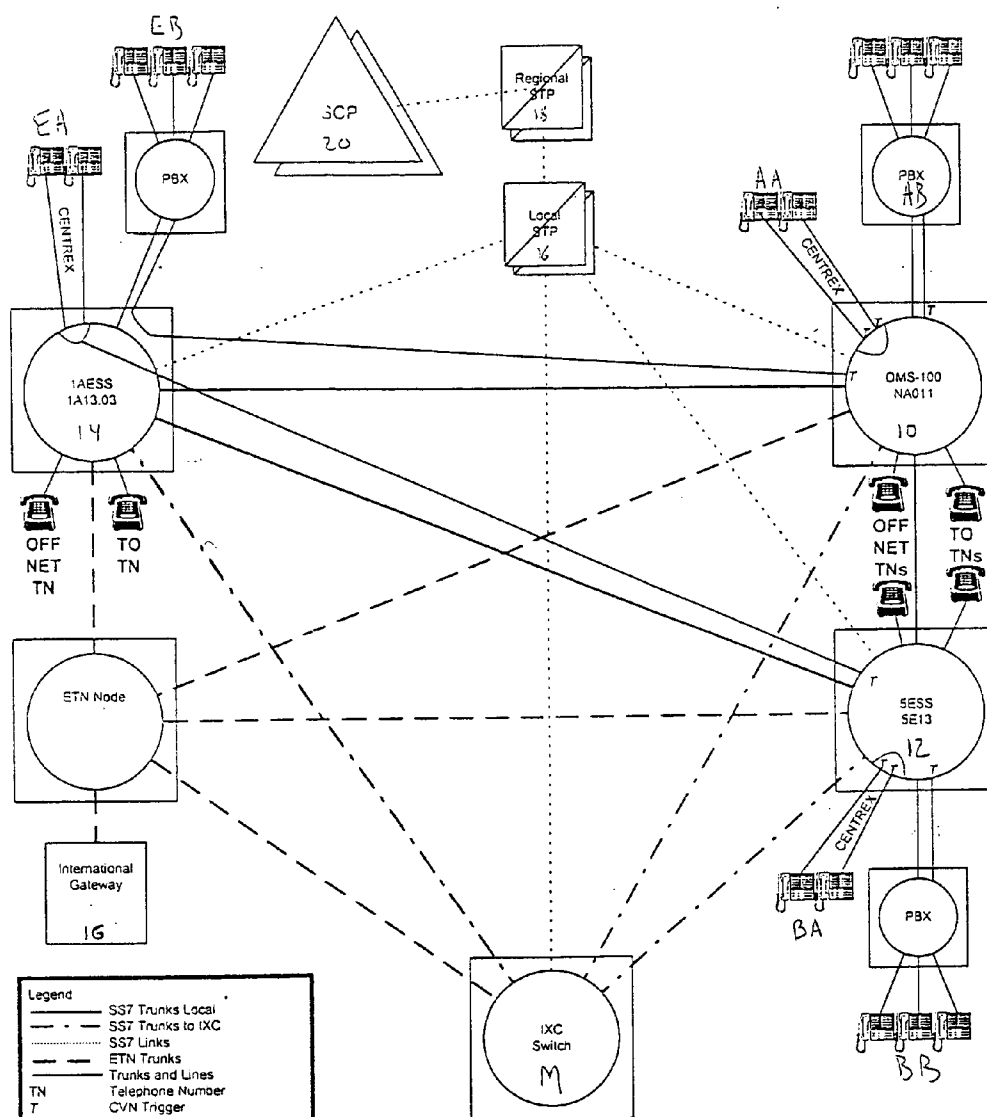 EB
EA
CENTREX
PBX
SCP
20
Regional
STP
18
Local
STP
16
AA
CENTREX
PBX
AB
T
T
T
1AESS
1A13.03
14
DMS-100
NA011
10
OFF
NET
TN
TO
TN
OFF
NET
TNs
TO
TNs
ETN Node
T
5ESS
5E13
12
T
T
T
CENTREX
BA
PBX
BB
International
Gateway
IG
IXC
Switch
M
Legend
SS7 Trunks Local
SS7 Trunks to IXC
SS7 Links
ETN Trunks
Trunks and Lines
TN Telephone Number
T CVN Trigger